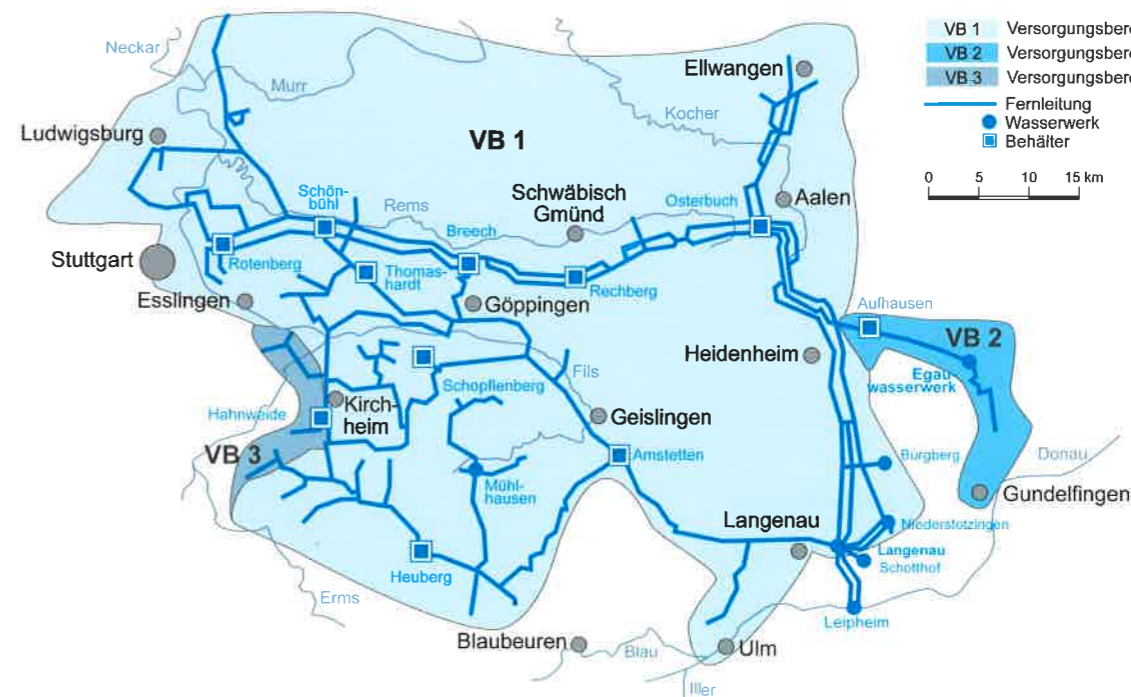 Neckar
Murr
Ellwangen
Kocher
Ludwigsburg
VB 1
Schön-
bühl
Rems
Schwäbisch
Gmünd
Osterbuch
Aalen
Breech
Stuttgart
Rotenberg
Thomas-
hardt
Rechberg
Esslingen
Göppingen
Aufhausen
VB 2
Heidenheim
Egau
wasserwerk
Fils
Schopflenberg
Hahnweide
Kirch-
heim
Geislingen
VB 3
Amstetten
Burgberg
Donau
Mühl-
hausen
Gundelfingen
Langenau
Niederstotzingen
Langenau
Schotthof
Heuberg
Erms
Leipheim
Blaubeuren
Blau
Ulm
Iller
VB 1 Versorgungsbere
VB 2 Versorgungsbere
VB 3 Versorgungsbere
Fernleitung
Wasserwerk
Behälter
0 5 10 15 km